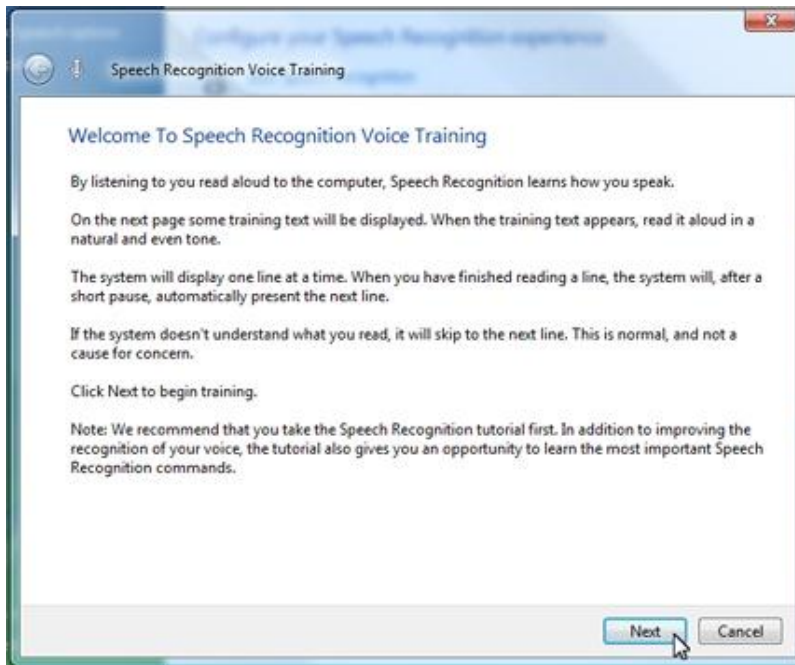 Configure your Speech Recognition experience
Speech Recognition Voice Training
Welcome To Speech Recognition Voice Training
By listening to you read aloud to the computer, Speech Recognition learns how you speak.
On the next page some training text will be displayed. When the training text appears, read it aloud in a
natural and even tone.
The system will display one line at a time. When you have finished reading a line, the system will, after a
short pause, automatically present the next line.
If the system doesn't understand what you read, it will skip to the next line. This is normal, and not a
cause for concern.
Click Next to begin training.
Note: We recommend that you take the Speech Recognition tutorial first. In addition to improving the
recognition of your voice, the tutorial also gives you an opportunity to learn the most important Speech
Recognition commands.
Next
Cancel